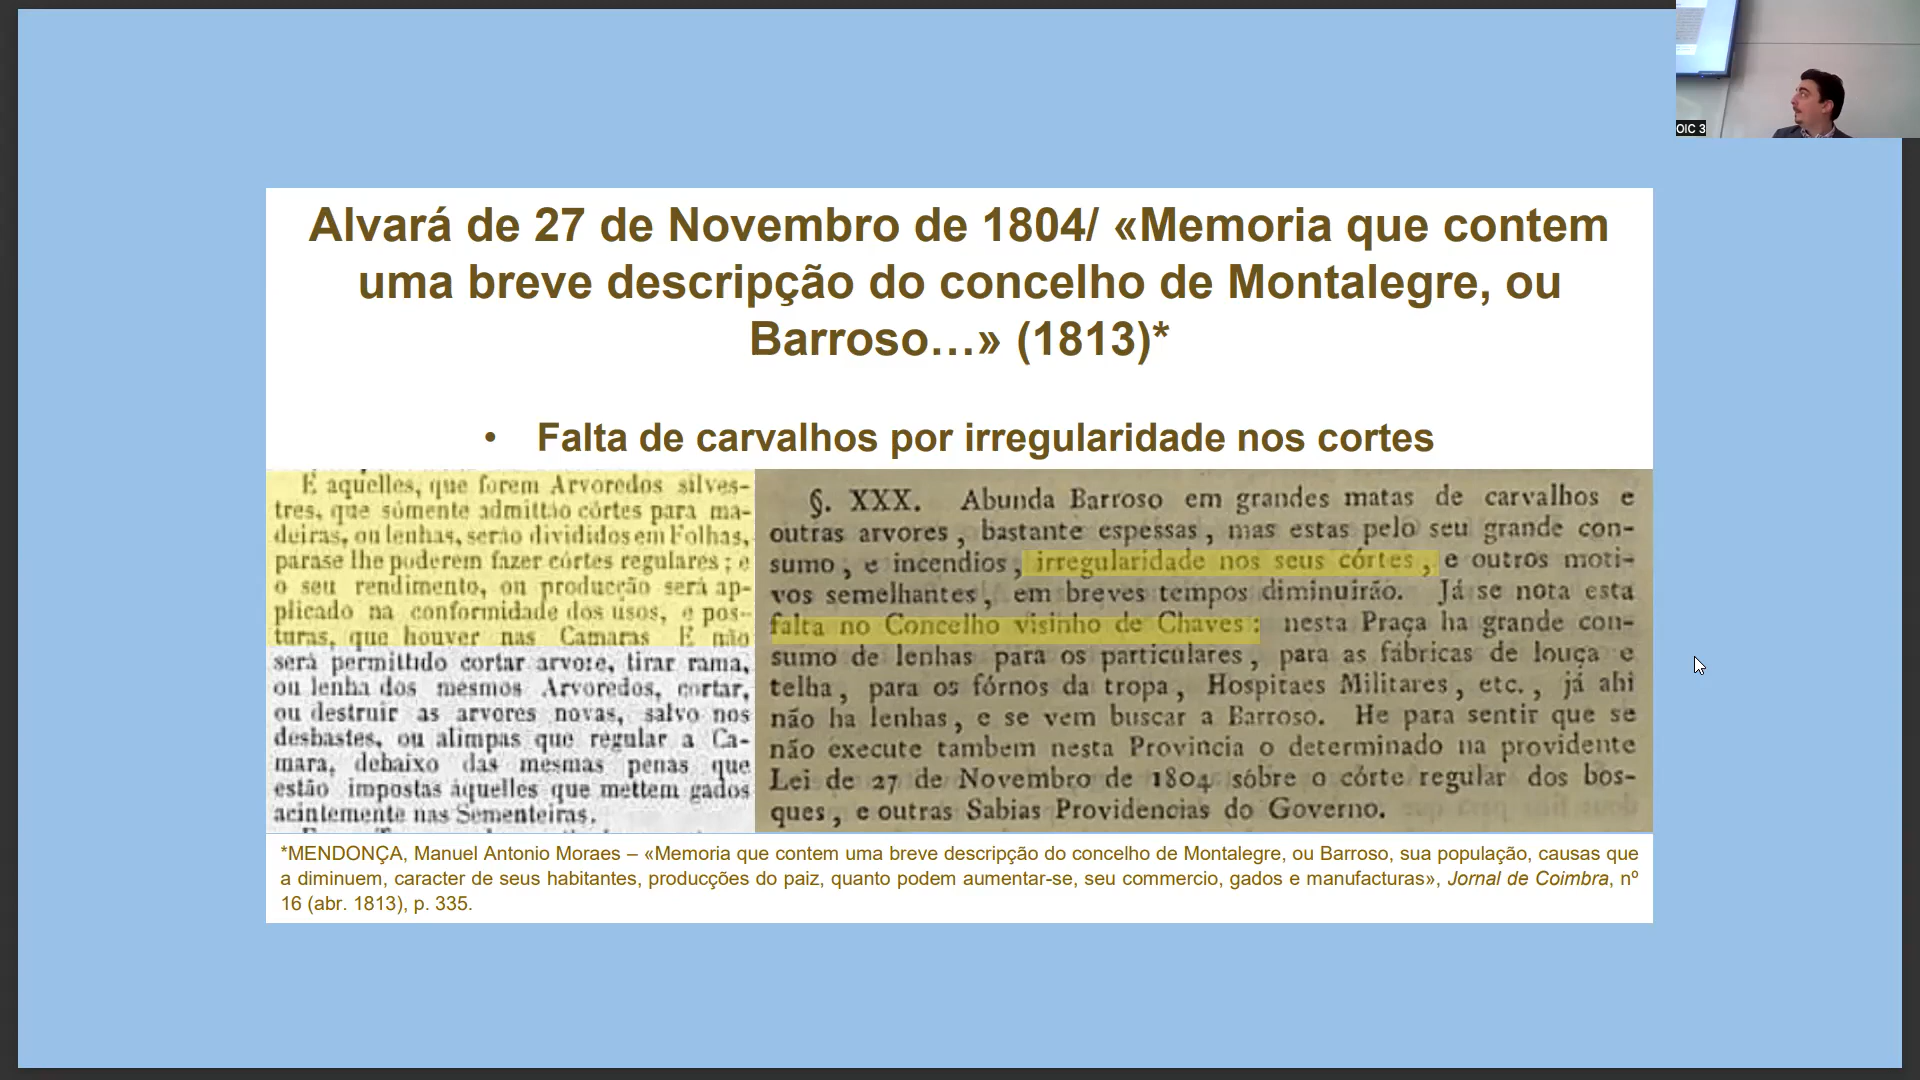 OIC 3
Alvará de 27 de Novembro de 1804/ «Memoria que contem
uma breve descripção do concelho de Montalegre, ou
Barroso…» (1813)*
• Falta de carvalhos por irregularidade nos cortes
E aquelles, que forem Arvoredos silves-
tres, que sómente admittão córtes para ma-
deiras, ou lenhas, serão divididos em Folhas,
parase lhe poderem fazer córtes regulares; e
o seu rendimento, ou producção será ap-
plicado na conformidade dos usos, e pos-
turas, que houver nas Camaras E não
será permittido cortar arvore, tirar rama,
ou lenha dos mesmos Arvoredos, cortar,
ou destruir as arvores novas, salvo nos
desbastes, ou alimpas que regular a Ca-
mara, debaixo das mesmas penas que
estão impostas áquelles que mettem gados
acintemente nas Sementeiras.
§. XXX. Abunda Barroso em grandes matas de carvalhos e
outras arvores, bastante espessas, mas estas pelo seu grande con-
sumo, e incendios, irregularidade nos seus córtes, e outros moti-
vos semelhantes, em breves tempos diminuirão. Já se nota esta
falta no Concelho visinho de Chaves: nesta Praça ha grande con-
sumo de lenhas para os particulares, para as fábricas de louça e
telha, para os fórnos da tropa, Hospitaes Militares, etc., já ahi
não ha lenhas, e se vem buscar a Barroso. He para sentir que se
não execute tambem nesta Provincia o determinado na providente
Lei de 27 de Novembro de 1804 sóbre o córte regular dos bos-
ques, e outras Sabias Providencias do Governo.
*MENDONÇA, Manuel Antonio Moraes – «Memoria que contem uma breve descripção do concelho de Montalegre, ou Barroso, sua população, causas que
a diminuem, caracter de seus habitantes, producções do paiz, quanto podem aumentar-se, seu commercio, gados e manufacturas», Jornal de Coimbra, nº
16 (abr. 1813), p. 335.